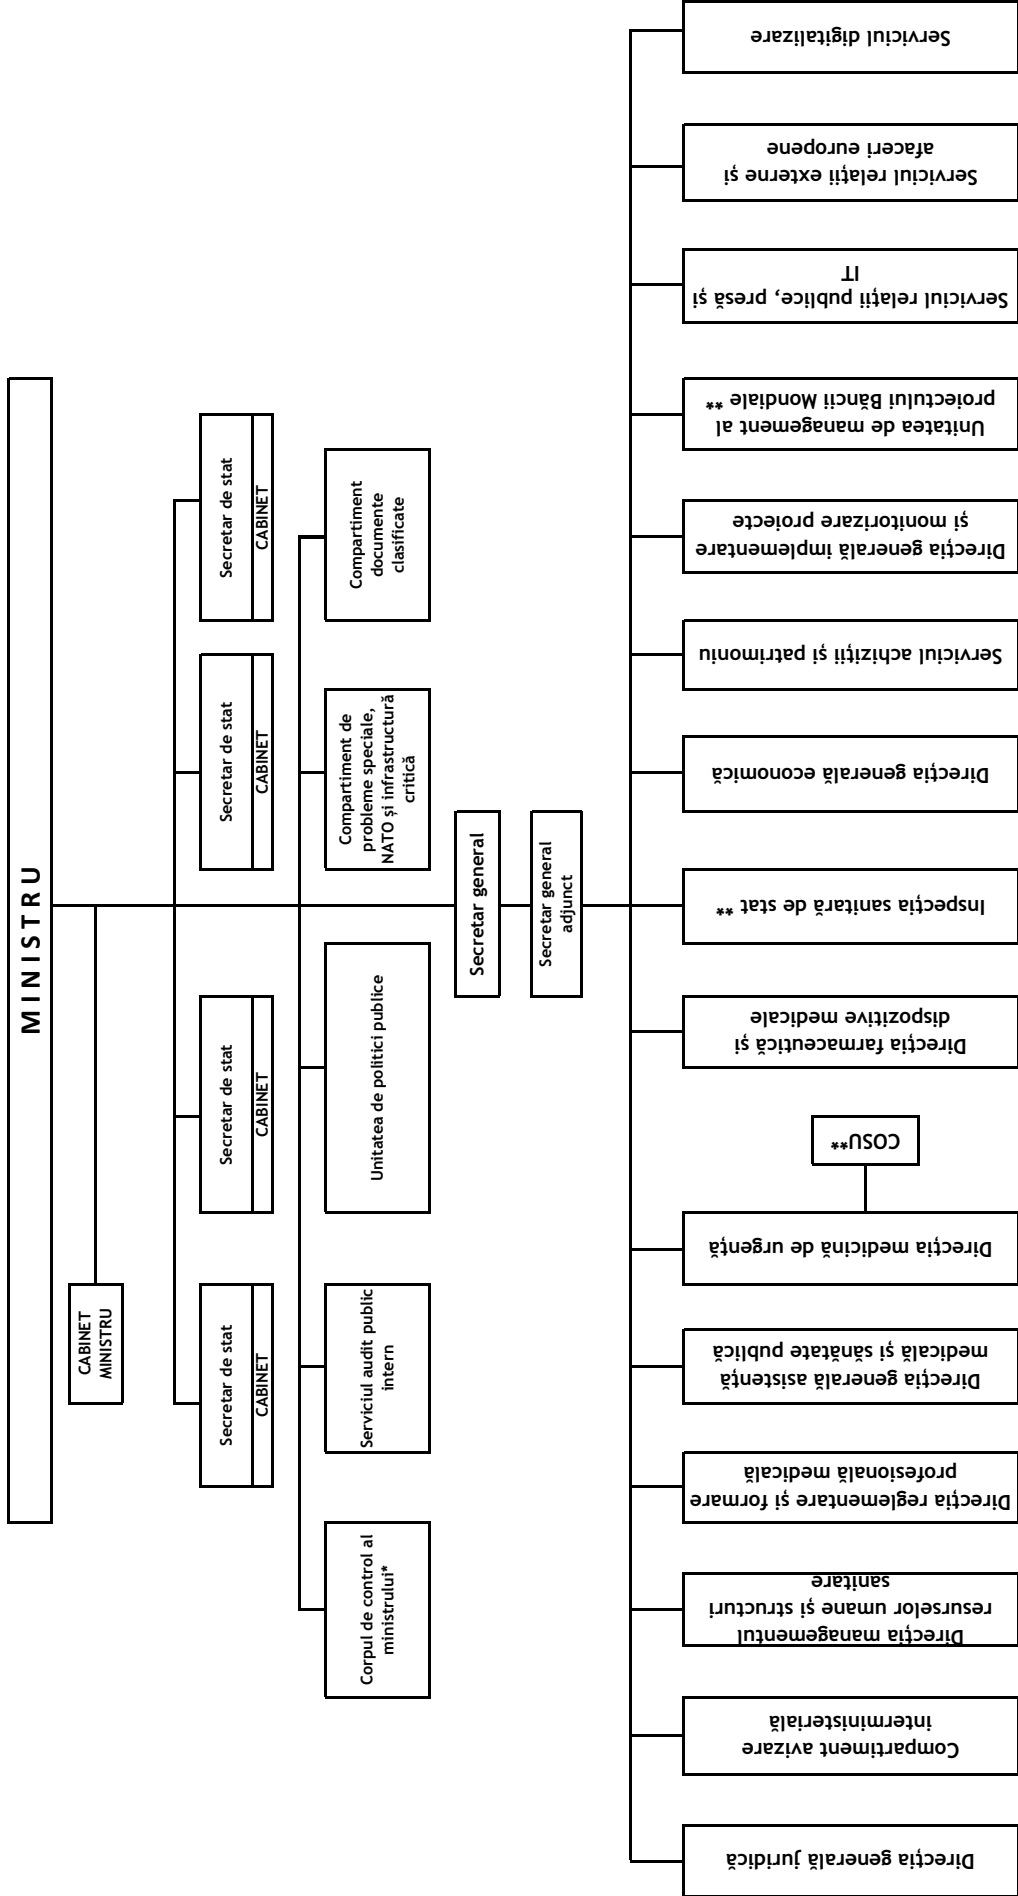 MINISTRU
CABINET
MINISTRU
Secretar de stat
CABINET
Secretar de stat
CABINET
Secretar de stat
CABINET
Secretar de stat
CABINET
Corpul de control al
ministrului*
Serviciul audit public
intern
Unitatea de politici publice
Compartiment de
probleme speciale,
NATO și infrastructură
critică
Compartiment
documente
clasificate
Secretar general
Secretar general
adjunct
Direcția generală juridică
Compartiment avizare
interministerială
Direcția managementul
resurselor umane și structuri
sanitare
Direcția reglementare și formare
profesională medicală
Direcția generală asistență
medicală și sănătate publică
Direcția medicină de urgență
COSU**
Direcția farmaceutică și
dispozitive medicale
Inspecția sanitară de stat **
Direcția generală economică
Serviciul achiziții și patrimoniu
Direcția generală implementare
și monitorizare proiecte
Unitatea de management al
proiectului Băncii Mondiale **
Serviciul relații publice, presă și
IT
Serviciul relații externe și
afaceri europene
Serviciul digitalizare